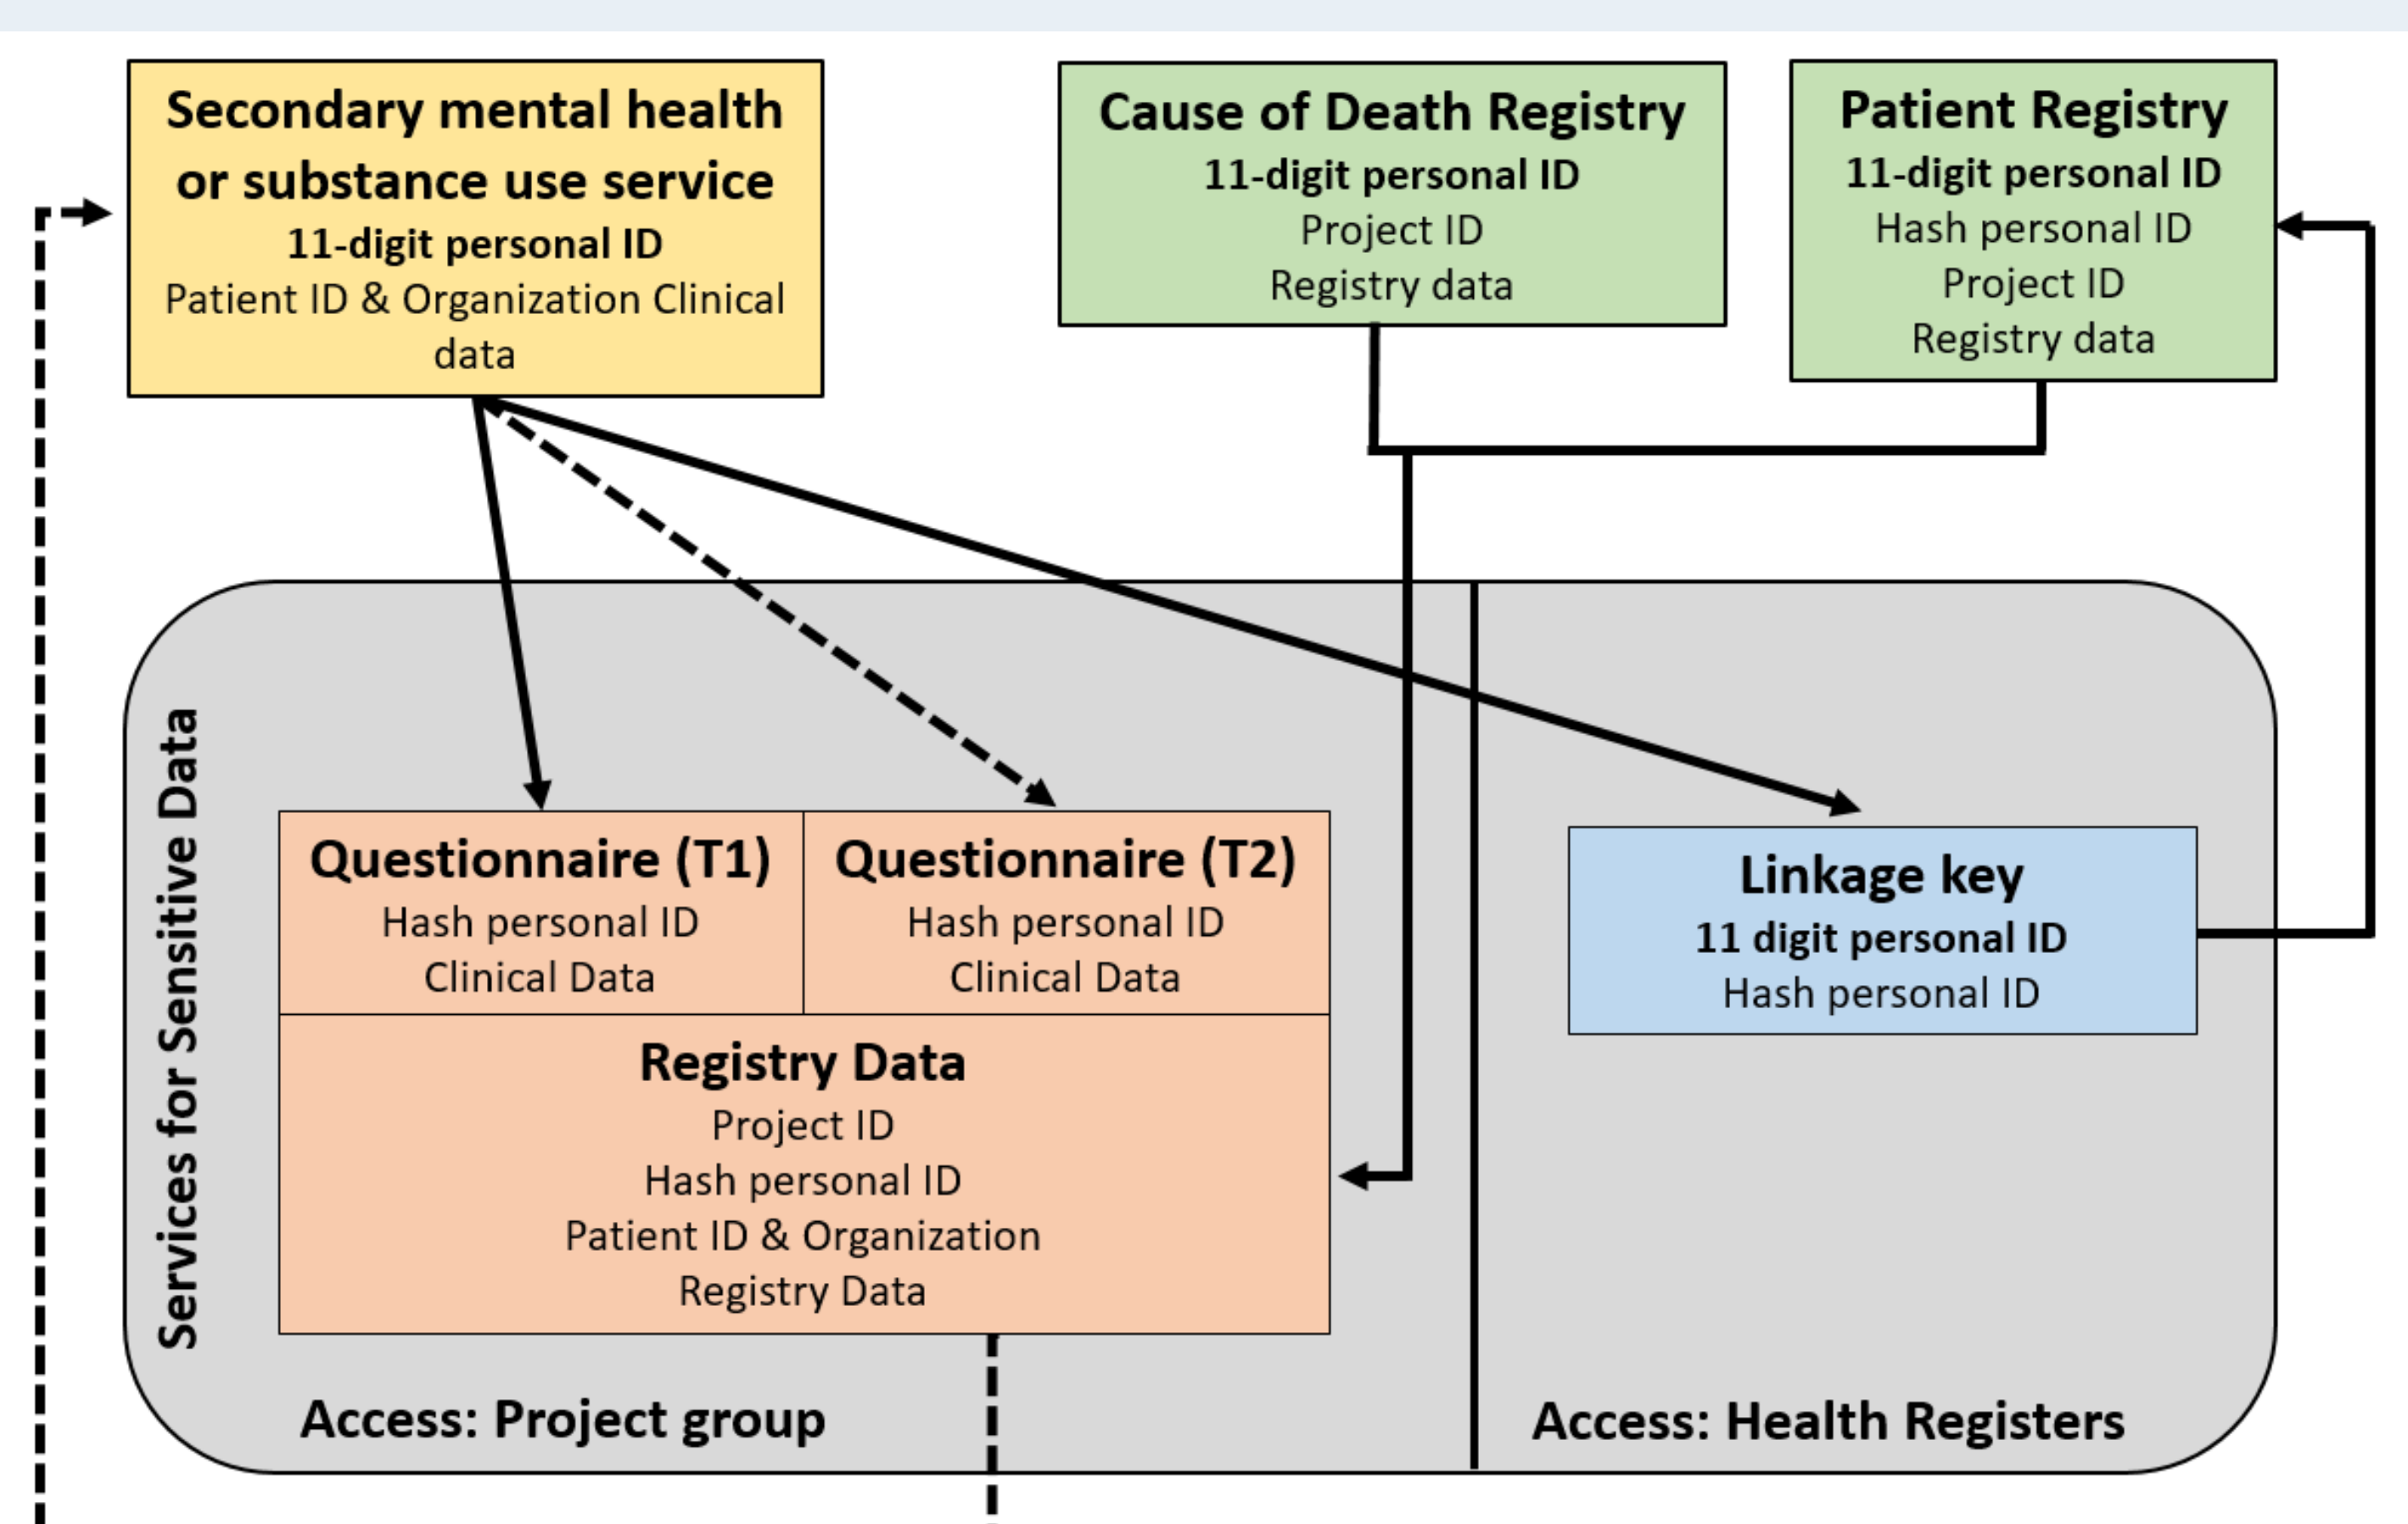 Secondary mental health
or substance use service
11-digit personal ID
Patient ID & Organization Clinical
data
Cause of Death Registry
11-digit personal ID
Project ID
Registry data
Patient Registry
11-digit personal ID
Hash personal ID
Project ID
Registry data
Services for Sensitive Data
Questionnaire (T1)
Hash personal ID
Clinical Data
Questionnaire (T2)
Hash personal ID
Clinical Data
Registry Data
Project ID
Hash personal ID
Patient ID & Organization
Registry Data
Access: Project group
Linkage key
11 digit personal ID
Hash personal ID
Access: Health Registers